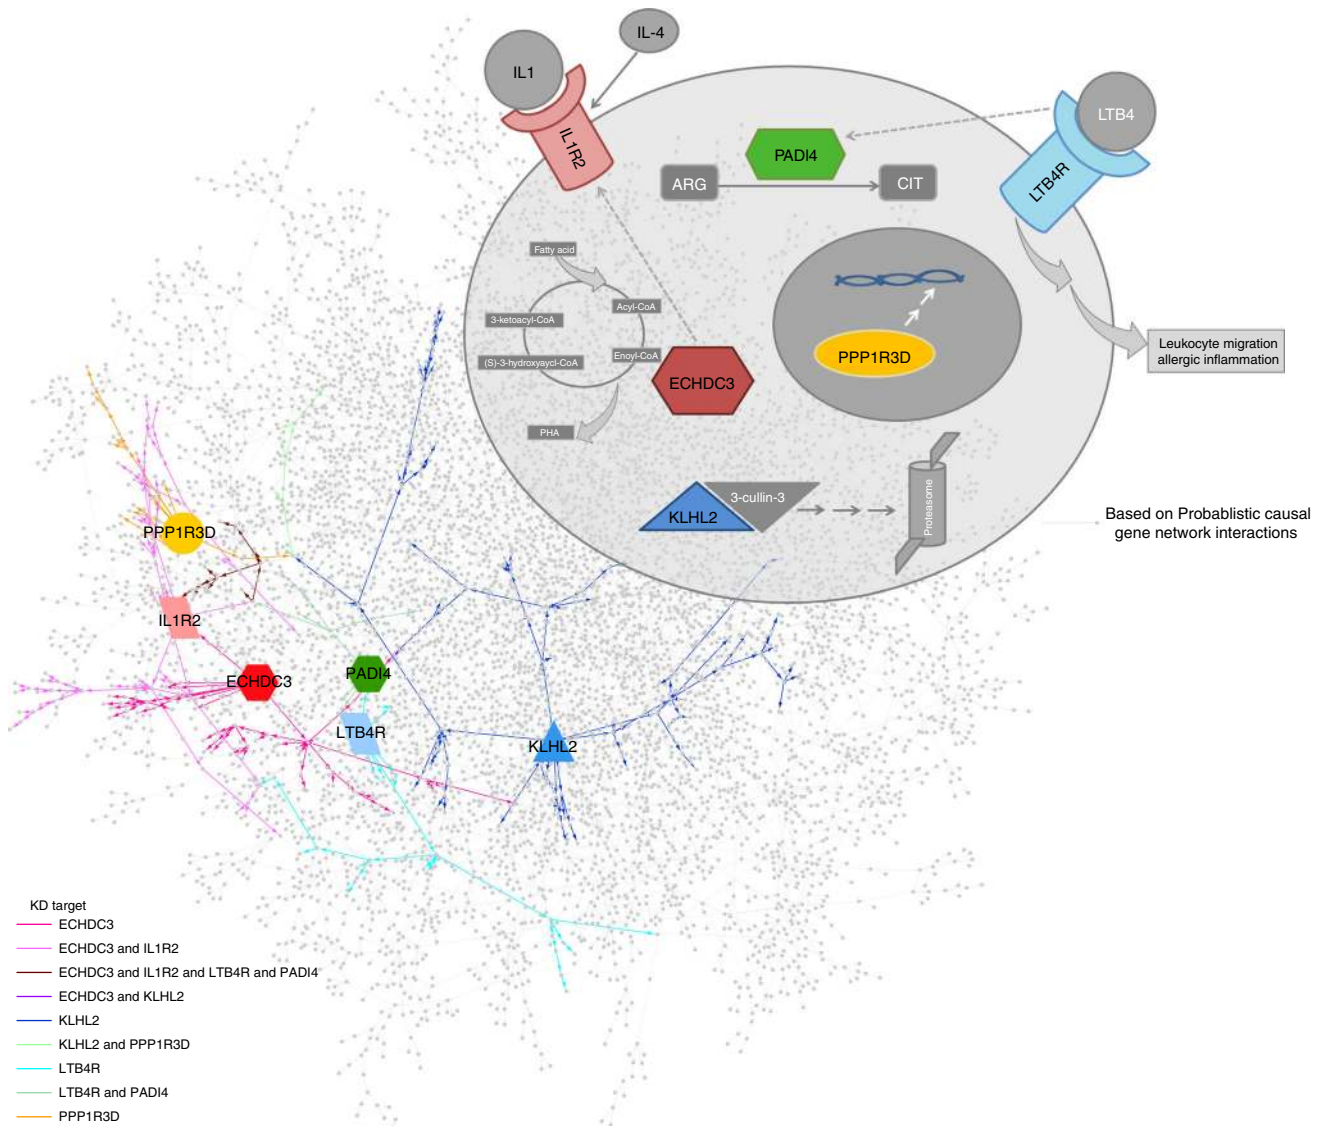 IL-4
IL1
LTB4
IL1R2
PADI4
LTB4R
ARG
CIT
Fatty acid
Acyl-CoA
3-ketoacyl-CoA
Enoyl-CoA
(S)-3-hydroxyaycl-CoA
PHA
ECHDC3
PPP1R3D
Leukocyte migration
allergic inflammation
3-cullin-3
KLHL2
Proteasome
Based on Probablistic causal
gene network interactions
PPP1R3D
IL1R2
ECHDC3
PADI4
LTB4R
KLHL2
KD target
ECHDC3
ECHDC3 and IL1R2
ECHDC3 and IL1R2 and LTB4R and PADI4
ECHDC3 and KLHL2
KLHL2
KLHL2 and PPP1R3D
LTB4R
LTB4R and PADI4
PPP1R3D